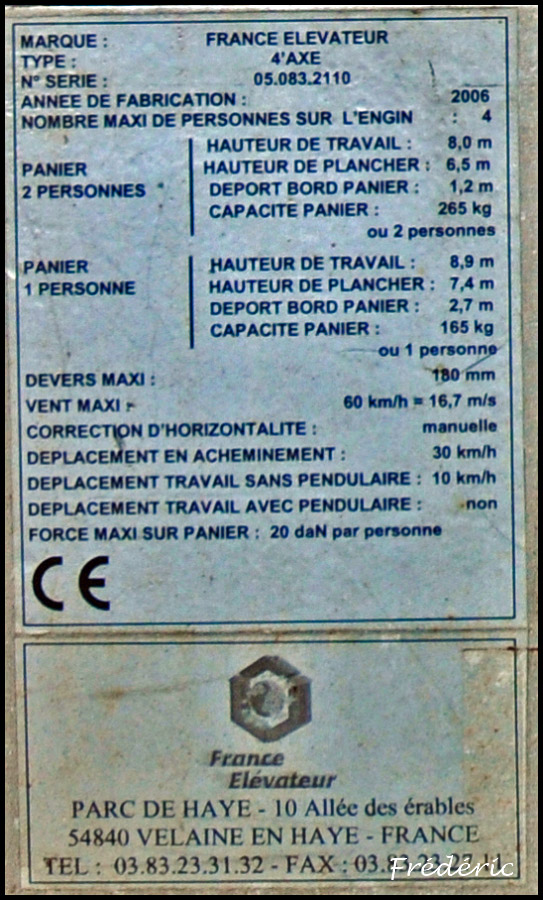 MARQUE : FRANCE ELEVATEUR
TYPE : 4'AXE
N° SERIE : 05.083.2110
ANNEE DE FABRICATION : 2006
NOMBRE MAXI DE PERSONNES SUR L'ENGIN : 4
PANIER
2 PERSONNES
HAUTEUR DE TRAVAIL : 8,0 m
HAUTEUR DE PLANCHER : 6,5 m
DEPORT BORD PANIER : 1,2 m
CAPACITE PANIER : 265 kg
ou 2 personnes
PANIER
1 PERSONNE
HAUTEUR DE TRAVAIL : 8,9 m
HAUTEUR DE PLANCHER : 7,4 m
DEPORT BORD PANIER : 2,7 m
CAPACITE PANIER : 165 kg
ou 1 personne
DEVERS MAXI : 180 mm
VENT MAXI : 60 km/h = 16,7 m/s
CORRECTION D'HORIZONTALITE : manuelle
DEPLACEMENT EN ACHEMINEMENT : 30 km/h
DEPLACEMENT TRAVAIL SANS PENDULAIRE : 10 km/h
DEPLACEMENT TRAVAIL AVEC PENDULAIRE : non
FORCE MAXI SUR PANIER : 20 daN par personne
CE
France
Elévateur
PARC DE HAYE - 10 Allée des érables
54840 VELAINE EN HAYE - FRANCE
TEL : 03.83.23.31.32 - FAX :
Frédéric